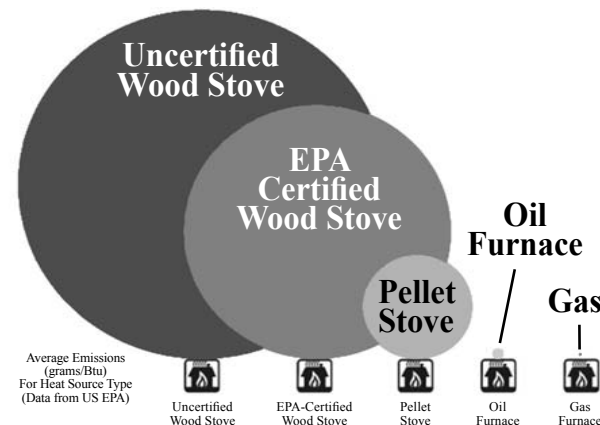 Uncertified
Wood Stove
EPA
Certified
Wood Stove
Oil
Furnace
Pellet
Stove
Gas
Average Emissions
(grams/Btu)
For Heat Source Type
(Data from US EPA)
Uncertified
Wood Stove
EPA-Certified
Wood Stove
Pellet
Stove
Oil
Furnace
Gas
Furnace